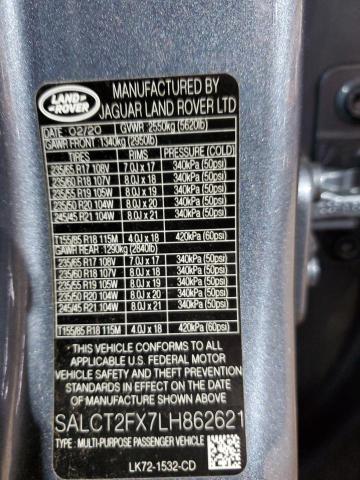 LAND
ROVER
MANUFACTURED BY
JAGUAR LAND ROVER LTD
DATE 02/20 GVWR 2550kg (5620lb)
GAWR FRONT 1340kg (2950lb)
TIRES RIMS PRESSURE (COLD)
235/65 R17 108V 7.0J x 17 340kPa (50psi)
235/60 R18 107V 8.0J x 18 340kPa (50psi)
235/55 R19 105W 8.0J x 19 340kPa (50psi)
235/50 R20 104W 8.0J x 20 340kPa (50psi)
245/45 R21 104W 8.0J x 21 340kPa (50psi)
T155/85 R18 115M 4.0J x 18 420kPa (60psi)
GAWR REAR 1290kg (2840lb)
235/65 R17 108V 7.0J x 17 340kPa (50psi)
235/60 R18 107V 8.0J x 18 340kPa (50psi)
235/55 R19 105W 8.0J x 19 340kPa (50psi)
235/50 R20 104W 8.0J x 20 340kPa (50psi)
245/45 R21 104W 8.0J x 21 340kPa (50psi)
T155/85 R18 115M 4.0J x 18 420kPa (60psi)
THIS VEHICLE CONFORMS TO ALL
APPLICABLE U.S. FEDERAL MOTOR
VEHICLE SAFETY AND THEFT PREVENTION
STANDARDS IN EFFECT ON THE DATE OF
MANUFACTURE SHOWN ABOVE.
SALCT2FX7LH862621
TYPE : MULTI-PURPOSE PASSENGER VEHICLE
LK72-1532-CD